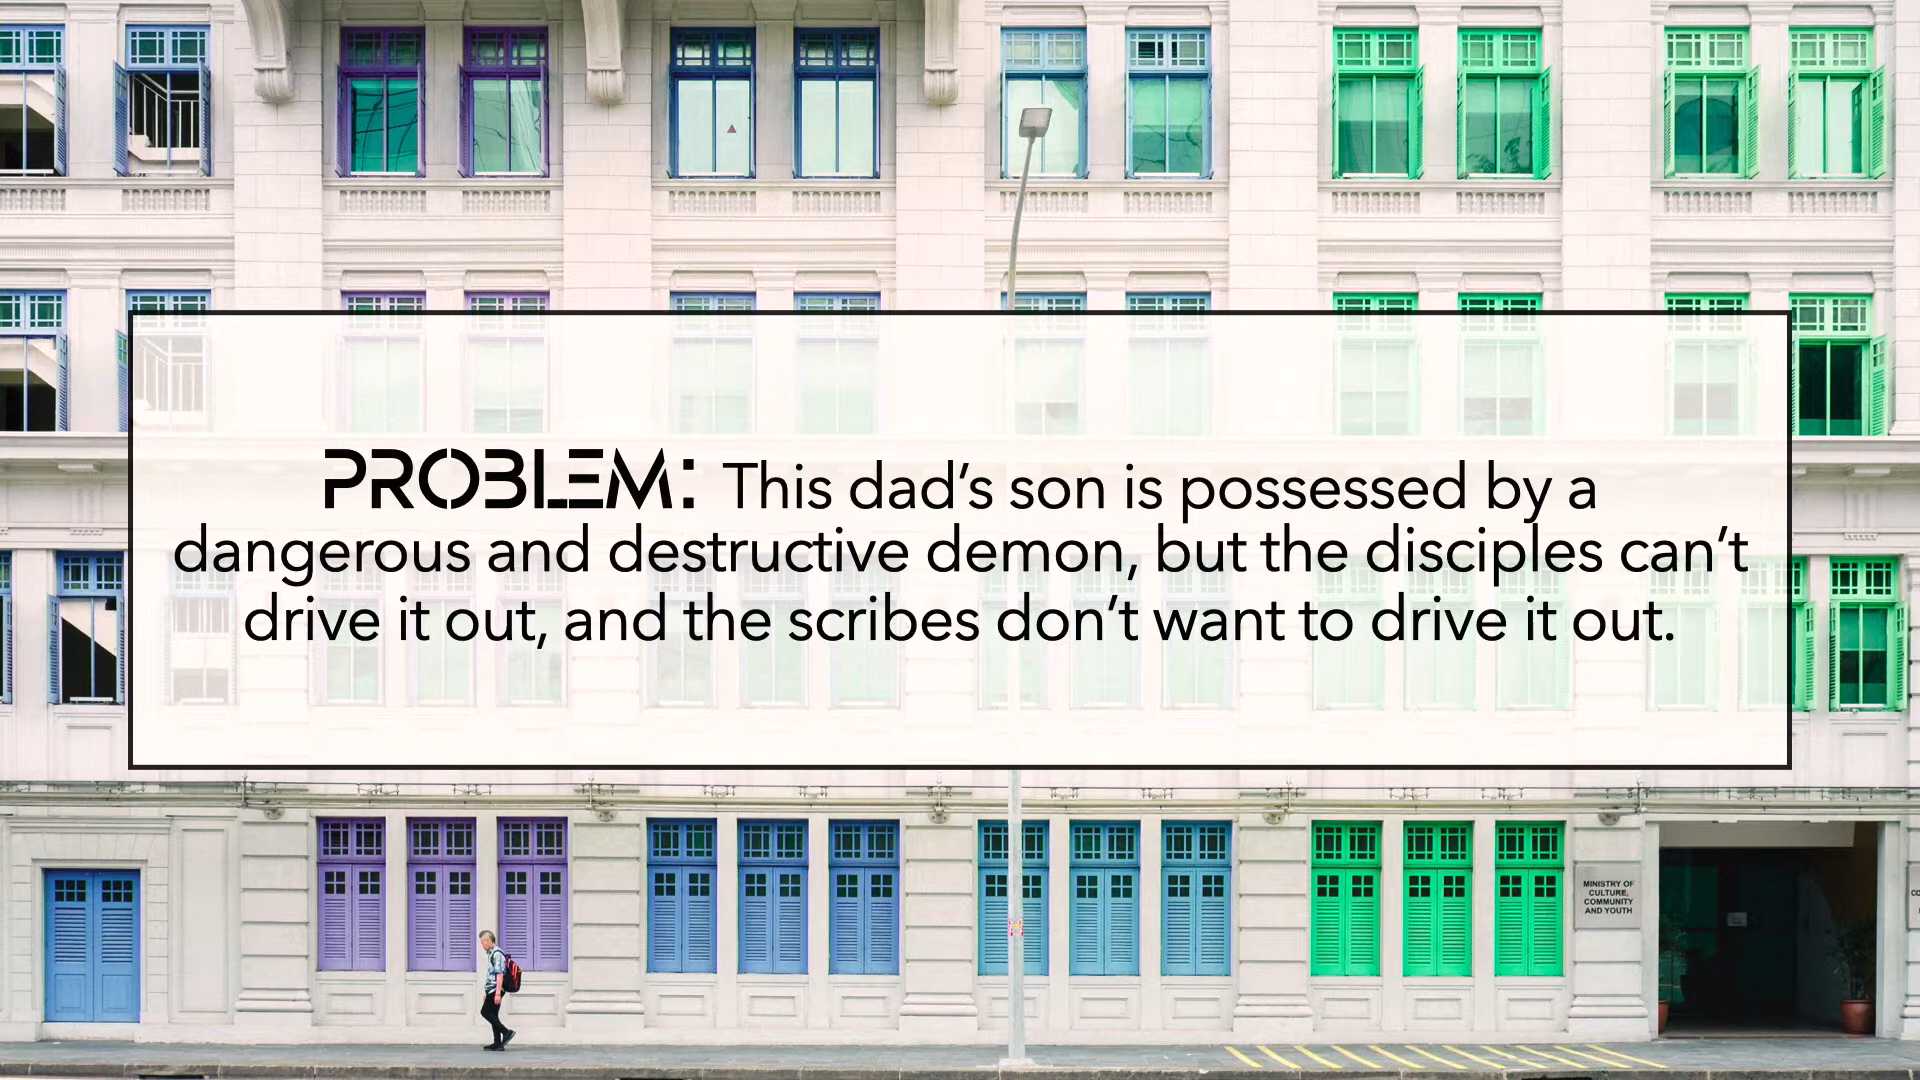 PROBLEM: This dad’s son is possessed by a
dangerous and destructive demon, but the disciples can’t
drive it out, and the scribes don’t want to drive it out.
MINISTRY OF
CULTURE,
COMMUNITY
AND YOUTH